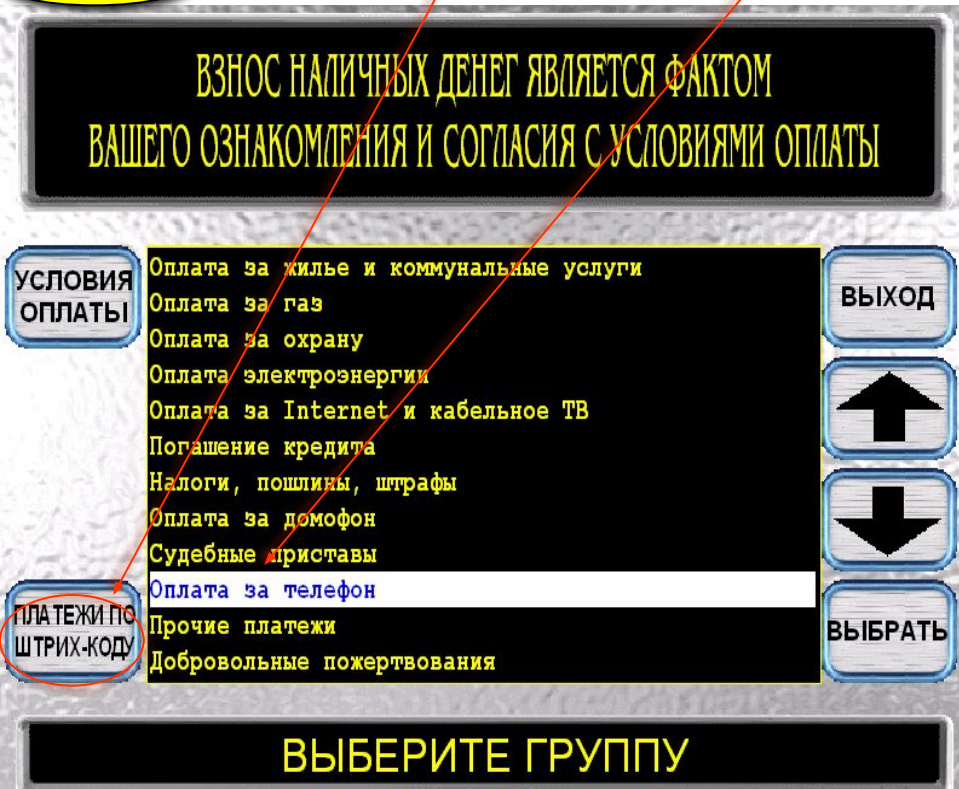 ВЗНОС НАЛИЧНЫХ ДЕНЕГ ЯВЛЯЕТСЯ ФАКТОМ
ВАШЕГО ОЗНАКОМЛЕНИЯ И СОГЛАСИЯ С УСЛОВИЯМИ ОПЛАТЫ
УСЛОВИЯ
ОПЛАТЫ
Оплата за жилье и коммунальные услуги
Оплата за газ
Оплата за охрану
Оплата электроэнергии
Оплата за Internet и кабельное ТВ
Погашение кредита
Налоги, пошлины, штрафы
Оплата за домофон
Судебные приставы
Оплата за телефон
Прочие платежи
Добровольные пожертвования
ВЫХОД
ПЛАТЕЖИ ПО
ШТРИХ-КОДУ
ВЫБРАТЬ
ВЫБЕРИТЕ ГРУППУ